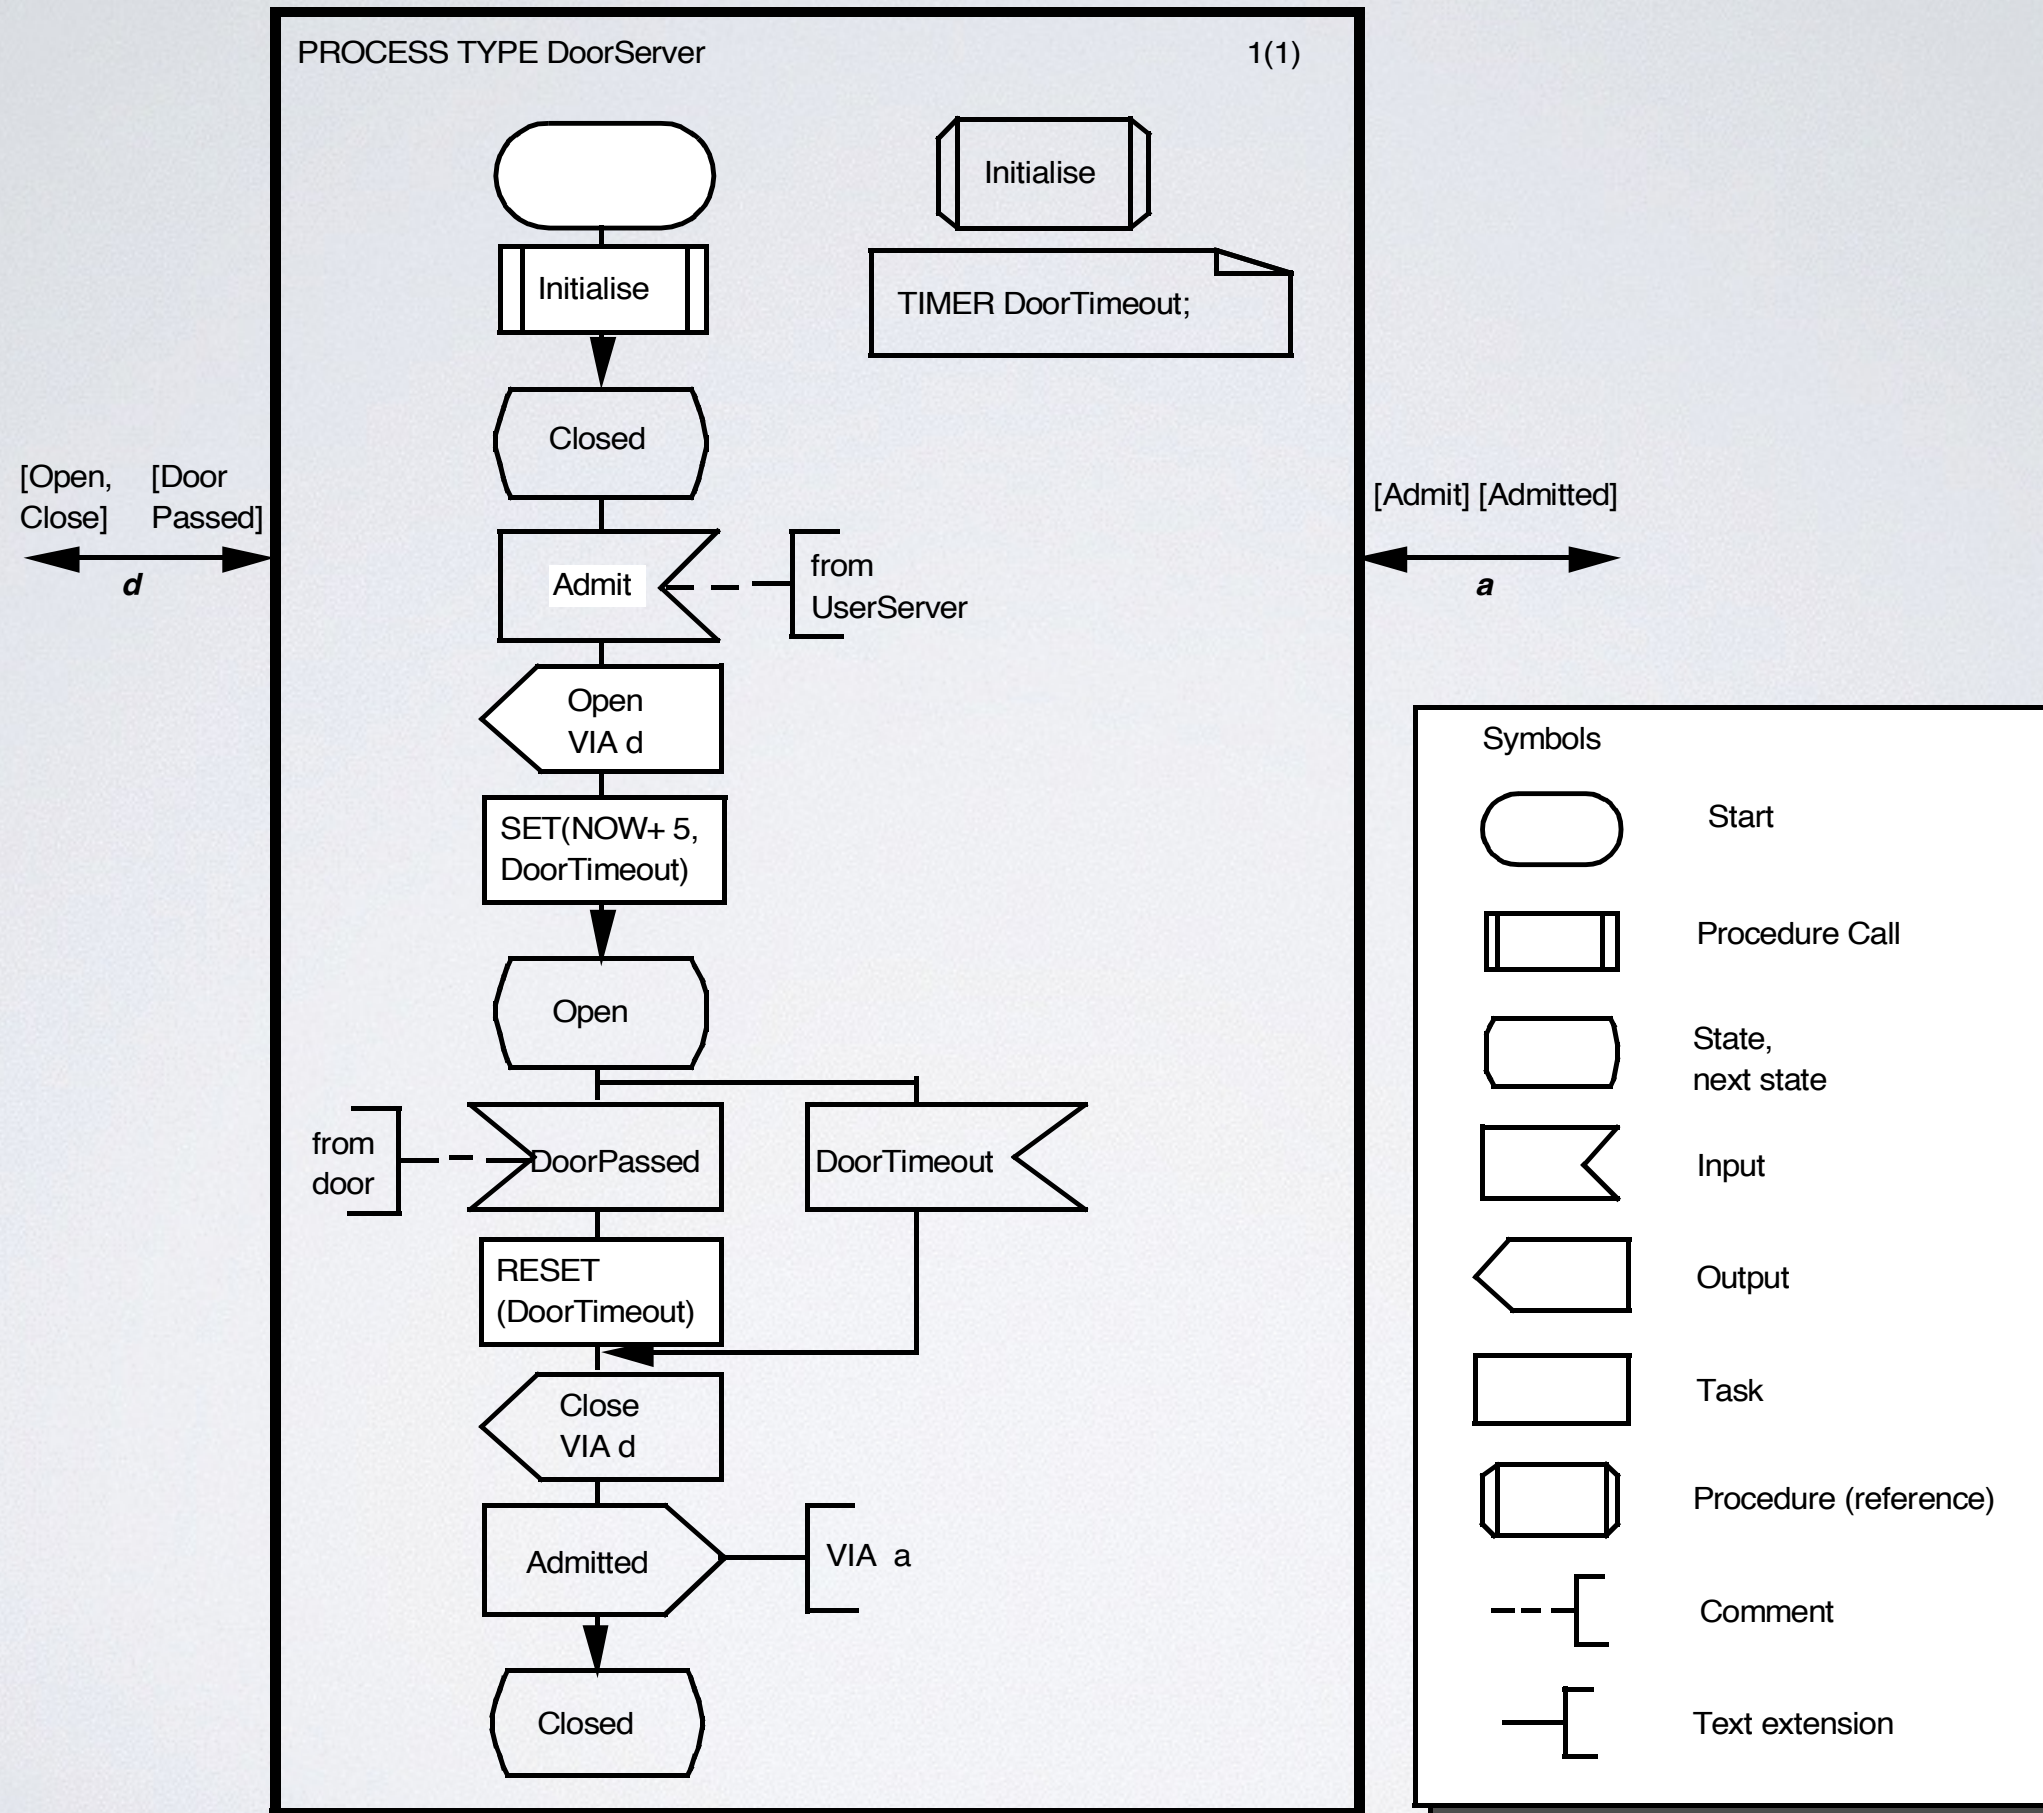 PROCESS TYPE DoorServer
1(1)
Initialise
Initialise
TIMER DoorTimeout;
Closed
[Open,
Close]
[Door
Passed]
d
[Admit] [Admitted]
a
Admit
from
UserServer
Open
VIA d
SET(NOW+ 5,
DoorTimeout)
Open
from
door
DoorPassed
DoorTimeout
RESET
(DoorTimeout)
Close
VIA d
Admitted
VIA a
Closed
Symbols
Start
Procedure Call
State,
next state
Input
Output
Task
Procedure (reference)
Comment
Text extension